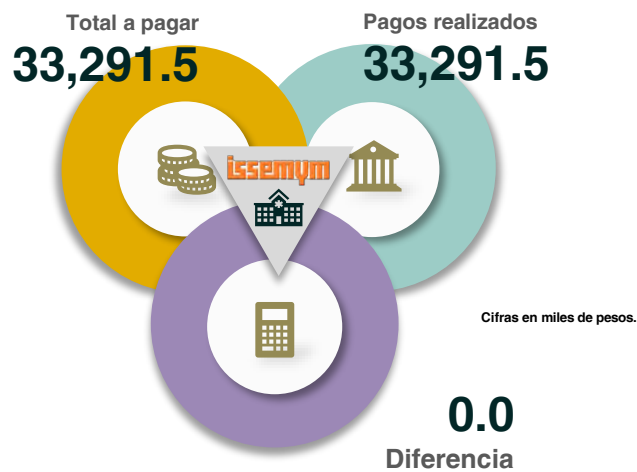 Total a pagar
33,291.5
Pagos realizados
33,291.5
issemym
Cifras en miles de pesos.
0.0
Diferencia